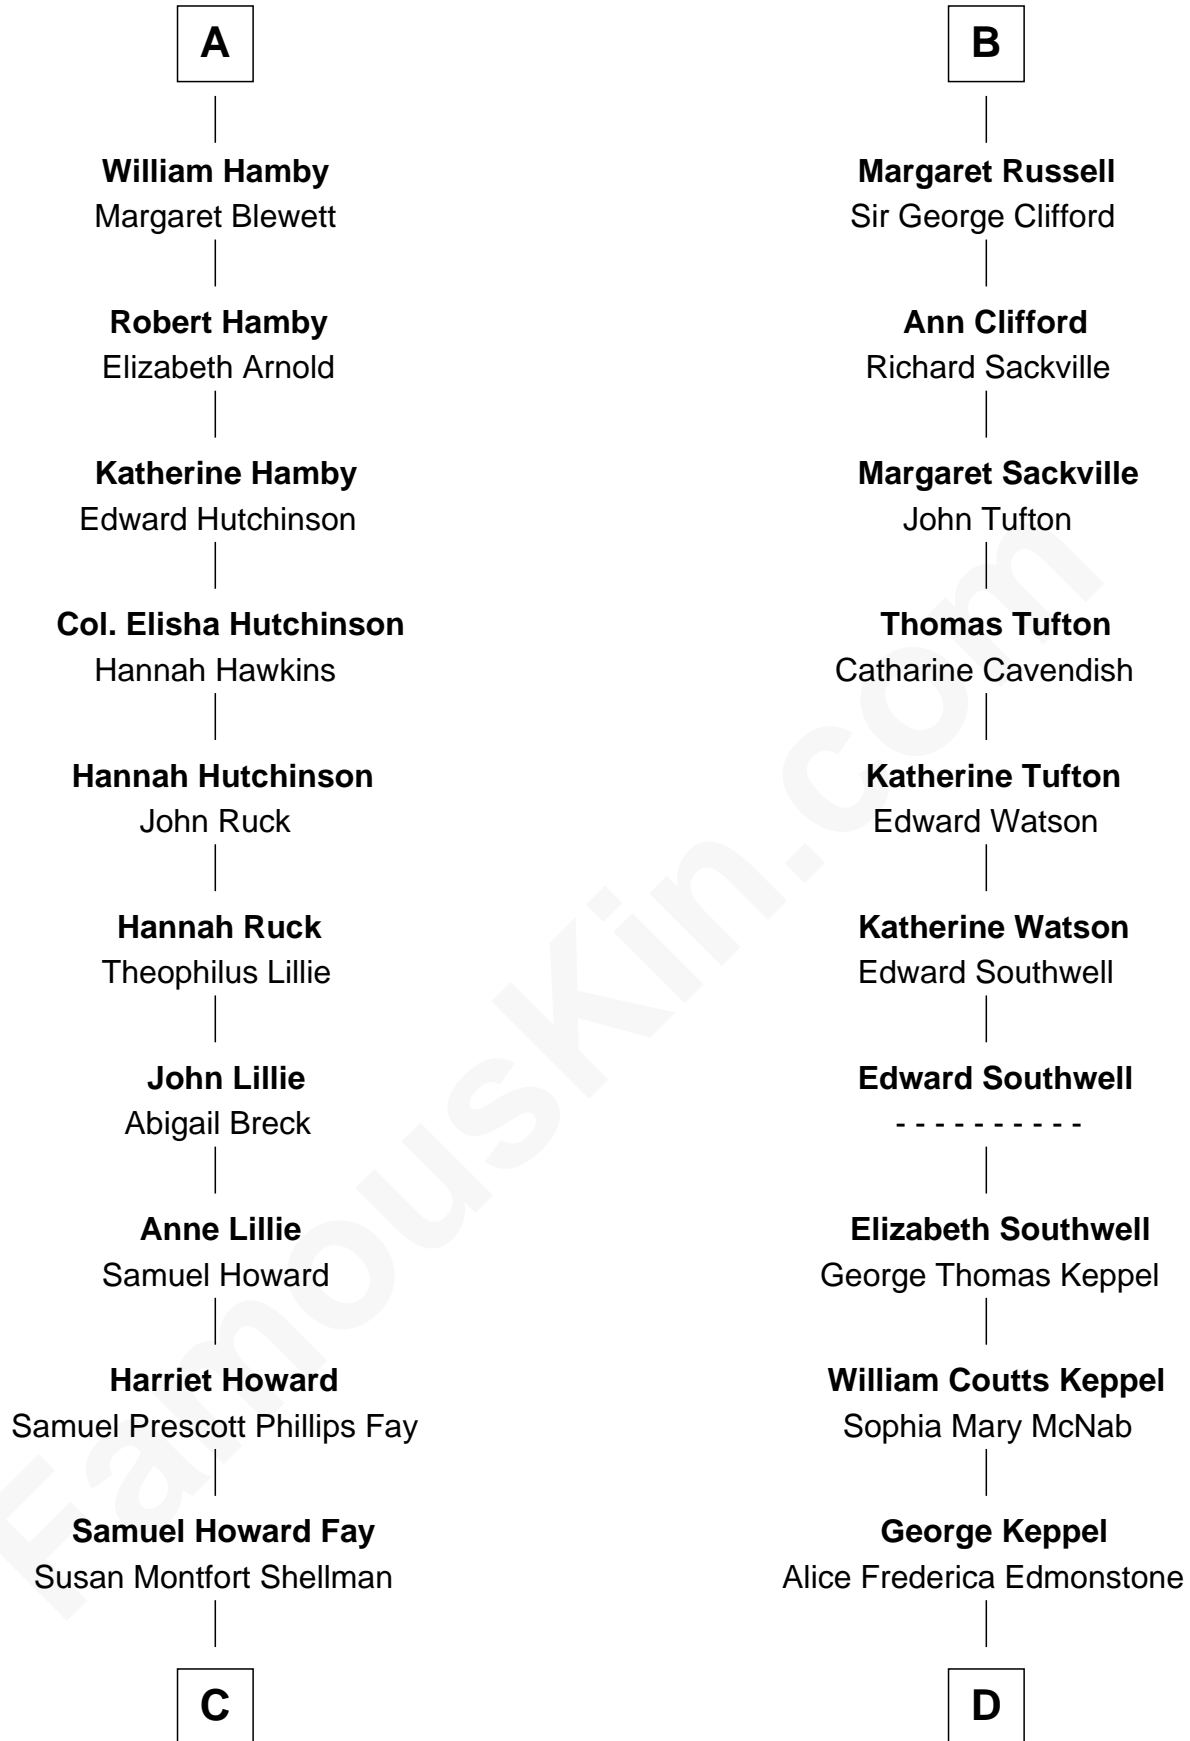 A
William Hamby
Margaret Blewett
Robert Hamby
Elizabeth Arnold
Katherine Hamby
Edward Hutchinson
Col. Elisha Hutchinson
Hannah Hawkins
Hannah Hutchinson
John Ruck
Hannah Ruck
Theophilus Lillie
John Lillie
Abigail Breck
Anne Lillie
Samuel Howard
Harriet Howard
Samuel Prescott Phillips Fay
Samuel Howard Fay
Susan Montfort Shellman
C
B
Margaret Russell
Sir George Clifford
Ann Clifford
Richard Sackville
Margaret Sackville
John Tufton
Thomas Tufton
Catharine Cavendish
Katherine Tufton
Edward Watson
Katherine Watson
Edward Southwell
Edward Southwell
- - - - - - - - - -
Elizabeth Southwell
George Thomas Keppel
William Coutts Keppel
Sophia Mary McNab
George Keppel
Alice Frederica Edmonstone
D
FamousKin.com